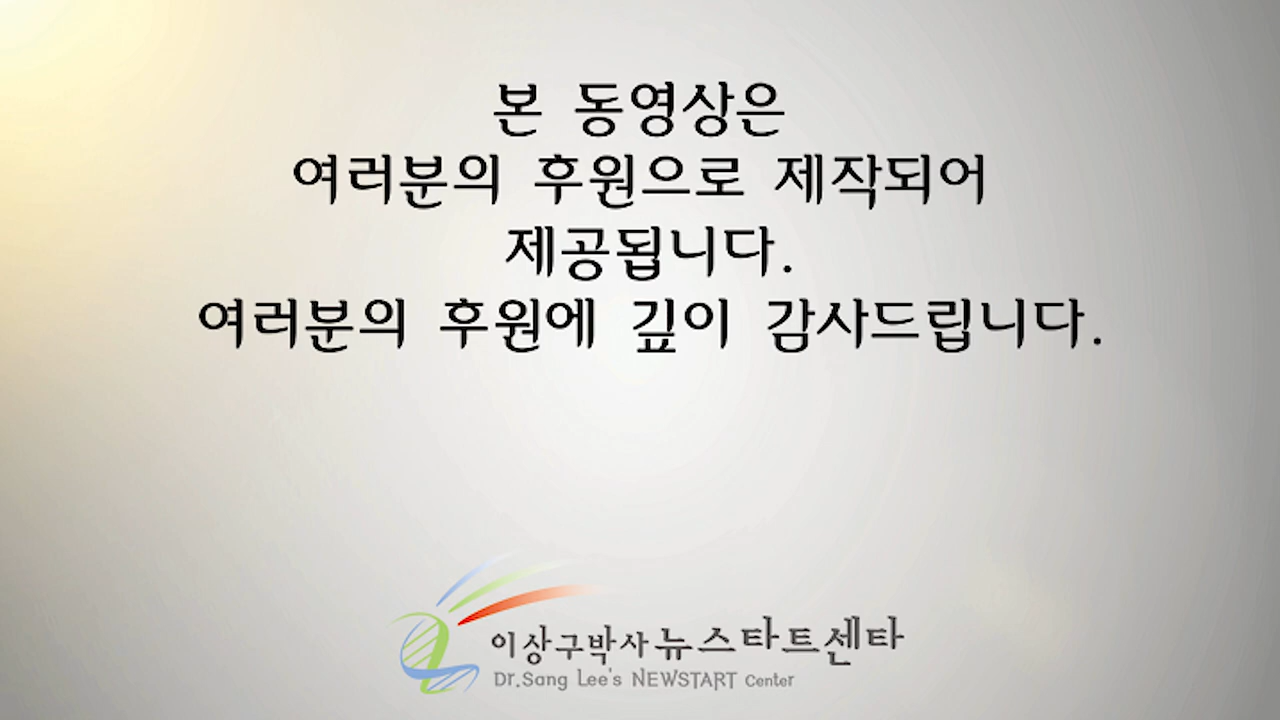 본 동영상은
여러분의 후원으로 제작되어
제공됩니다.
여러분의 후원에 깊이 감사드립니다.
이상구박사 뉴스타트센타
Dr.Sang Lee's NEWSTART Center